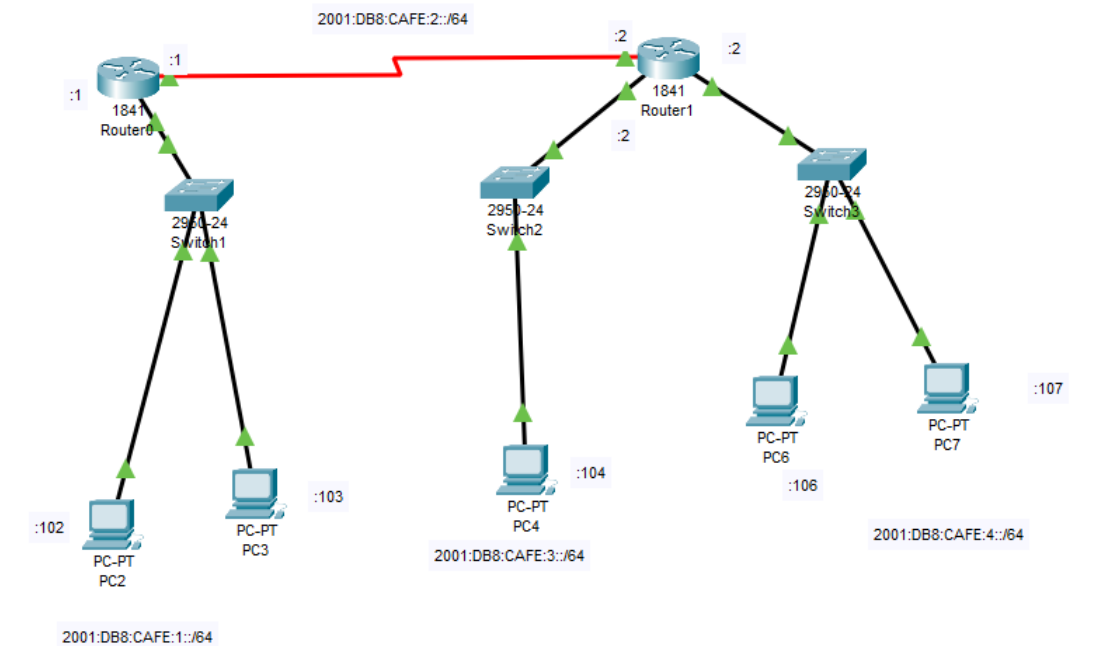 2001:DB8:CAFE:2::/64
:1
:2
:2
:1
1841
Router0
1841
Router1
:2
2950-24
Switch1
2950-24
Switch2
2950-24
Switch3
:102
PC-PT
PC2
:103
PC-PT
PC3
:104
PC-PT
PC4
PC-PT
PC6
:106
:107
PC-PT
PC7
2001:DB8:CAFE:3::/64
2001:DB8:CAFE:4::/64
2001:DB8:CAFE:1::/64